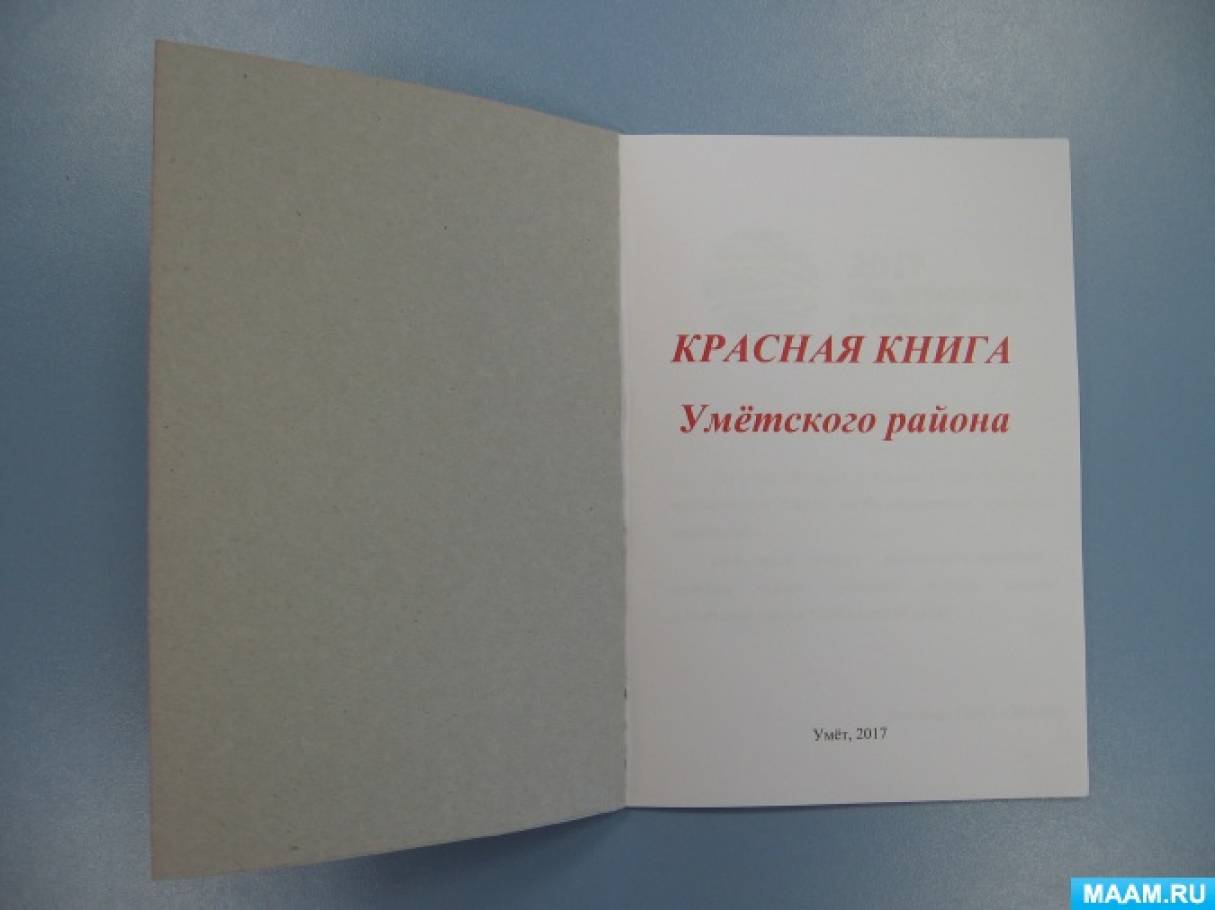 КРАСНАЯ КНИГА
Умётского района
Умёт, 2017
MAAM.RU